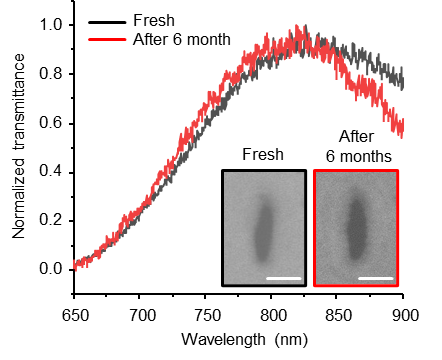 Fresh
After 6 month
1.0
0.8
0.6
0.4
0.2
0.0
Normalized transmittance
Fresh
After
6 months
650
700
750
800
850
900
Wavelength (nm)